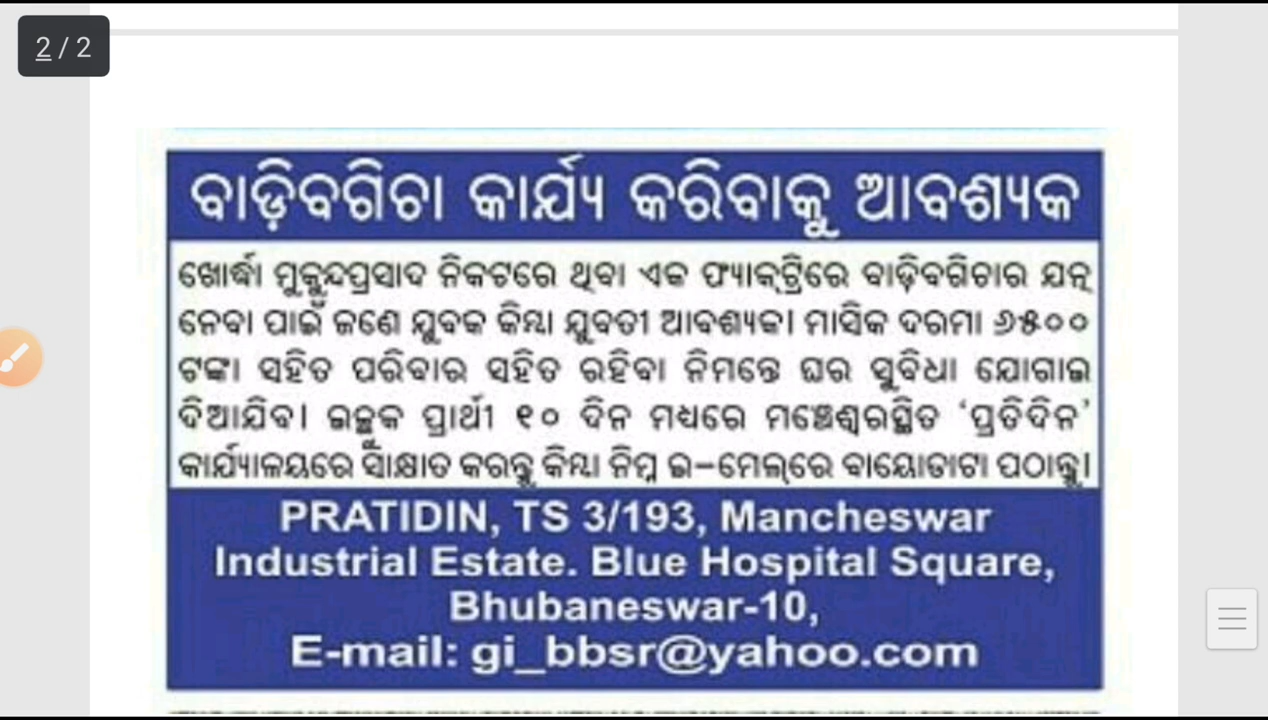 2 / 2
ବାଡ଼ିବଗିଚା କାର୍ଯ୍ୟ କରିବାକୁ ଆବଶ୍ୟକ
ଖୋର୍ଦ୍ଧା ମୁକୁନ୍ଦପ୍ରସାଦ ନିକଟରେ ଥିବା ଏକ ଫ୍ୟାକ୍ଟ୍ରିରେ ବାଡ଼ିବଗିଚାର ଯତ୍ନ
ନେବା ପାଇଁ ଜଣେ ଯୁବକ କିମ୍ବା ଯୁବତୀ ଆବଶ୍ୟକ। ମାସିକ ଦରମା ୬୫୦୦
ଟଙ୍କା ସହିତ ପରିବାର ସହିତ ରହିବା ନିମନ୍ତେ ଘର ସୁବିଧା ଯୋଗାଇ
ଦିଆଯିବ। ଇଚ୍ଛୁକ ପ୍ରାର୍ଥୀ ୧୦ ଦିନ ମଧ୍ୟରେ ମଞ୍ଚେଶ୍ୱରସ୍ଥିତ ‘ପ୍ରତିଦିନ’
କାର୍ଯ୍ୟାଳୟରେ ସାକ୍ଷାତ କରନ୍ତୁ କିମ୍ବା ନିମ୍ନ ଇ-ମେଲ୍‌ରେ ବାୟୋଡାଟା ପଠାନ୍ତୁ।
PRATIDIN, TS 3/193, Mancheswar
Industrial Estate. Blue Hospital Square,
Bhubaneswar-10,
E-mail: gi_bbsr@yahoo.com